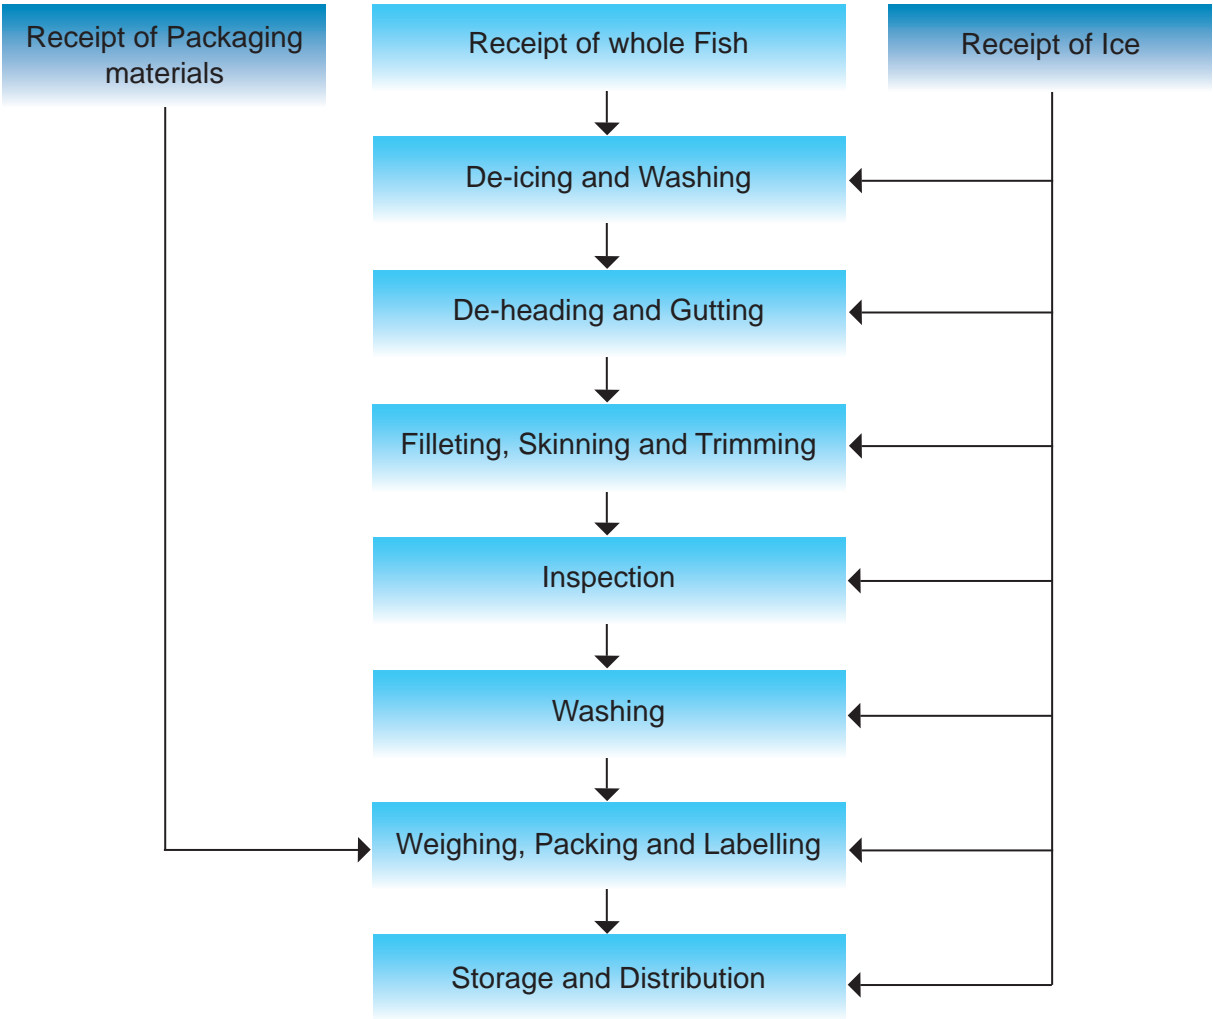 Receipt of Packaging
materials
Receipt of whole Fish
Receipt of Ice
De-icing and Washing
De-heading and Gutting
Filleting, Skinning and Trimming
Inspection
Washing
Weighing, Packing and Labelling
Storage and Distribution